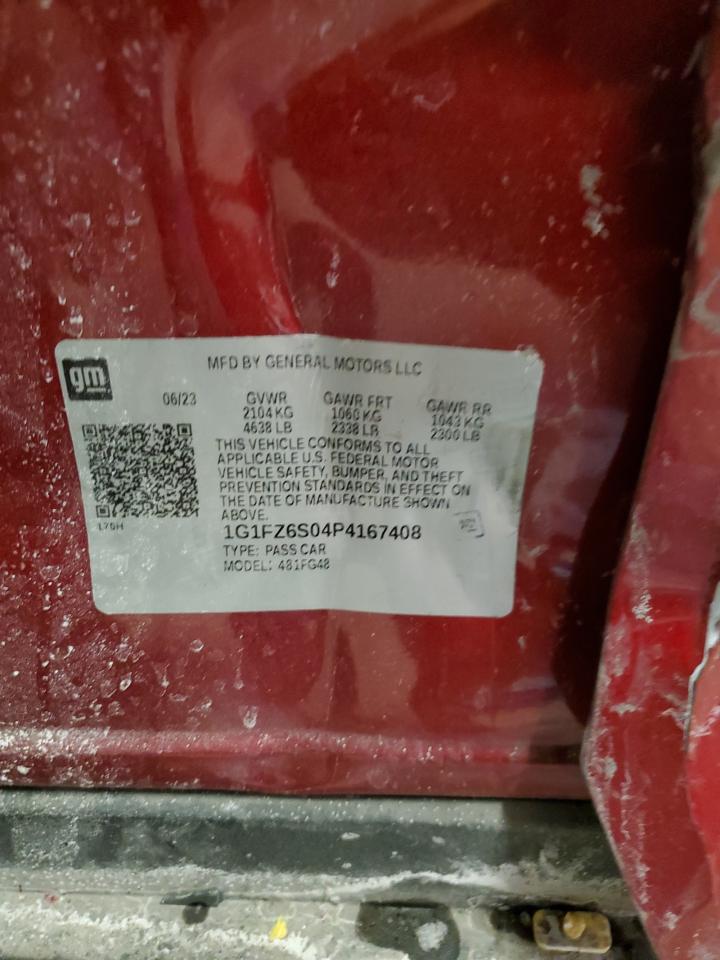 gm
MFD BY GENERAL MOTORS LLC
06/23 GVWR GAWR FRT GAWR RR
2104 KG 1060 KG 1043 KG
4638 LB 2338 LB 2300 LB
THIS VEHICLE CONFORMS TO ALL
APPLICABLE U.S. FEDERAL MOTOR
VEHICLE SAFETY, BUMPER, AND THEFT
PREVENTION STANDARDS IN EFFECT ON
THE DATE OF MANUFACTURE SHOWN
ABOVE.
1G1FZ6S04P4167408
TYPE: PASS CAR
MODEL: 481FG48